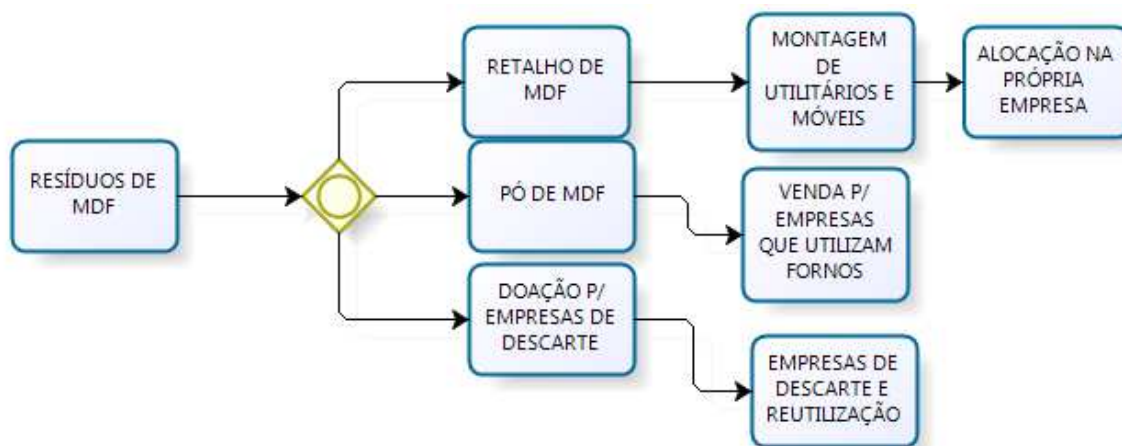 RESÍDUOS DE
MDF
RETALHO DE
MDF
MONTAGEM
DE
UTILITÁRIOS E
MÓVEIS
ALOCAÇÃO NA
PRÓPRIA
EMPRESA
PÓ DE MDF
VENDA P/
EMPRESAS
QUE UTILIZAM
FORNOS
DOAÇÃO P/
EMPRESAS DE
DESCARTE
EMPRESAS DE
DESCARTE E
REUTILIZAÇÃO